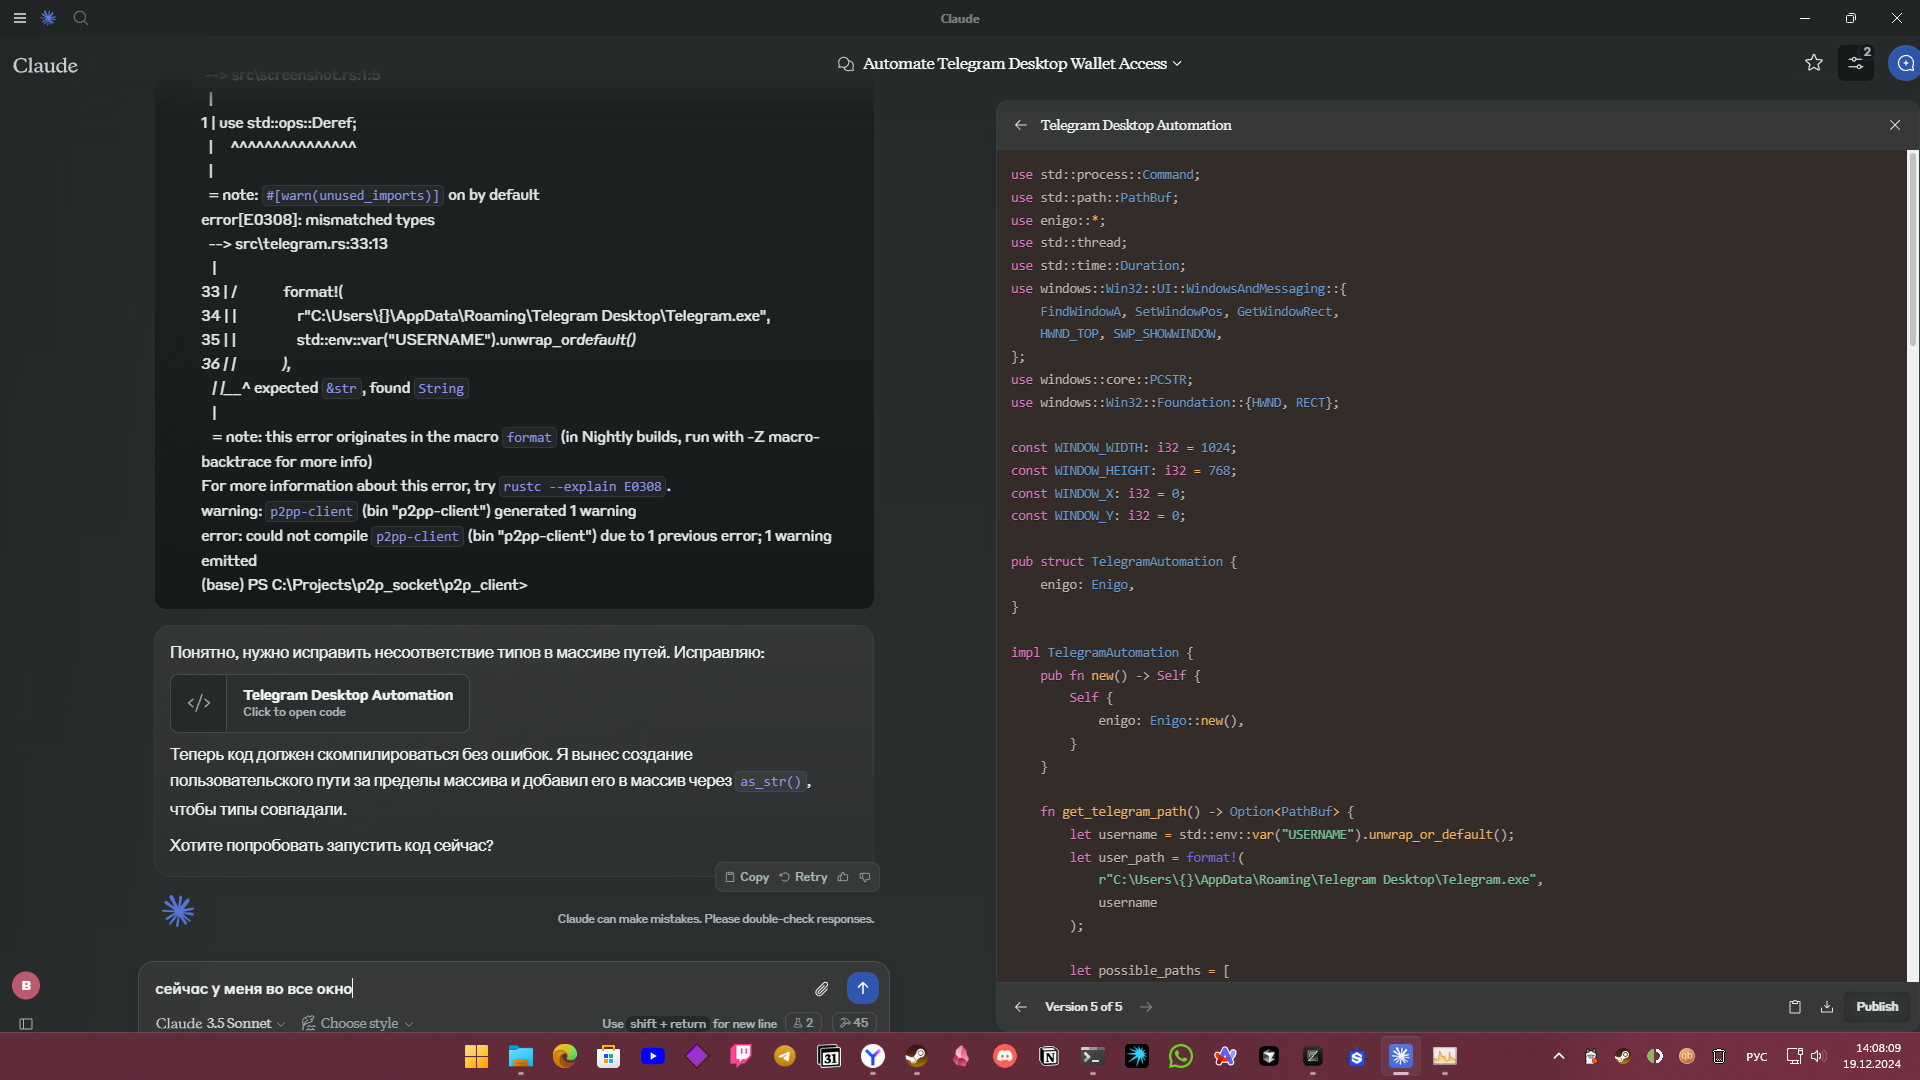 Claude
Claude
Automate Telegram Desktop Wallet Access
2
--> src\screenshot.rs:1:5
|
1 | use std::ops::Deref;
| ^^^^^^^^^^^^^^^
|
= note: #[warn(unused_imports)] on by default
error[E0308]: mismatched types
--> src\telegram.rs:33:13
|
33 | / format!(
34 | | r"C:\Users\{}\AppData\Roaming\Telegram Desktop\Telegram.exe",
35 | | std::env::var("USERNAME").unwrap_ordefault()
36 | | ),
| |__^ expected &str, found String
|
= note: this error originates in the macro format (in Nightly builds, run with -Z macro-
backtrace for more info)
For more information about this error, try rustc --explain E0308.
warning: p2pp-client (bin "p2pp-client") generated 1 warning
error: could not compile p2pp-client (bin "p2pp-client") due to 1 previous error; 1 warning
emitted
(base) PS C:\Projects\p2p_socket\p2p_client>
Понятно, нужно исправить несоответствие типов в массиве путей. Исправляю:
</> Telegram Desktop Automation
Click to open code
Теперь код должен скомпилироваться без ошибок. Я вынес создание
пользовательского пути за пределы массива и добавил его в массив через as_str(),
чтобы типы совпадали.
Хотите попробовать запустить код сейчас?
Copy Retry
Claude can make mistakes. Please double-check responses.
B
сейчас у меня во все окно
Claude 3.5 Sonnet Choose style Use shift + return for new line 2 45
Telegram Desktop Automation
use std::process::Command;
use std::path::PathBuf;
use enigo::*;
use std::thread;
use std::time::Duration;
use windows::Win32::UI::WindowsAndMessaging::{
FindWindowA, SetWindowPos, GetWindowRect,
HWND_TOP, SWP_SHOWWINDOW,
};
use windows::core::PCSTR;
use windows::Win32::Foundation::{HWND, RECT};
const WINDOW_WIDTH: i32 = 1024;
const WINDOW_HEIGHT: i32 = 768;
const WINDOW_X: i32 = 0;
const WINDOW_Y: i32 = 0;
pub struct TelegramAutomation {
enigo: Enigo,
}
impl TelegramAutomation {
pub fn new() -> Self {
Self {
enigo: Enigo::new(),
}
}
fn get_telegram_path() -> Option<PathBuf> {
let username = std::env::var("USERNAME").unwrap_or_default();
let user_path = format!(
r"C:\Users\{}\AppData\Roaming\Telegram Desktop\Telegram.exe",
username
);
let possible_paths = [
Version 5 of 5
Publish
31
РУС
14:08:09
19.12.2024